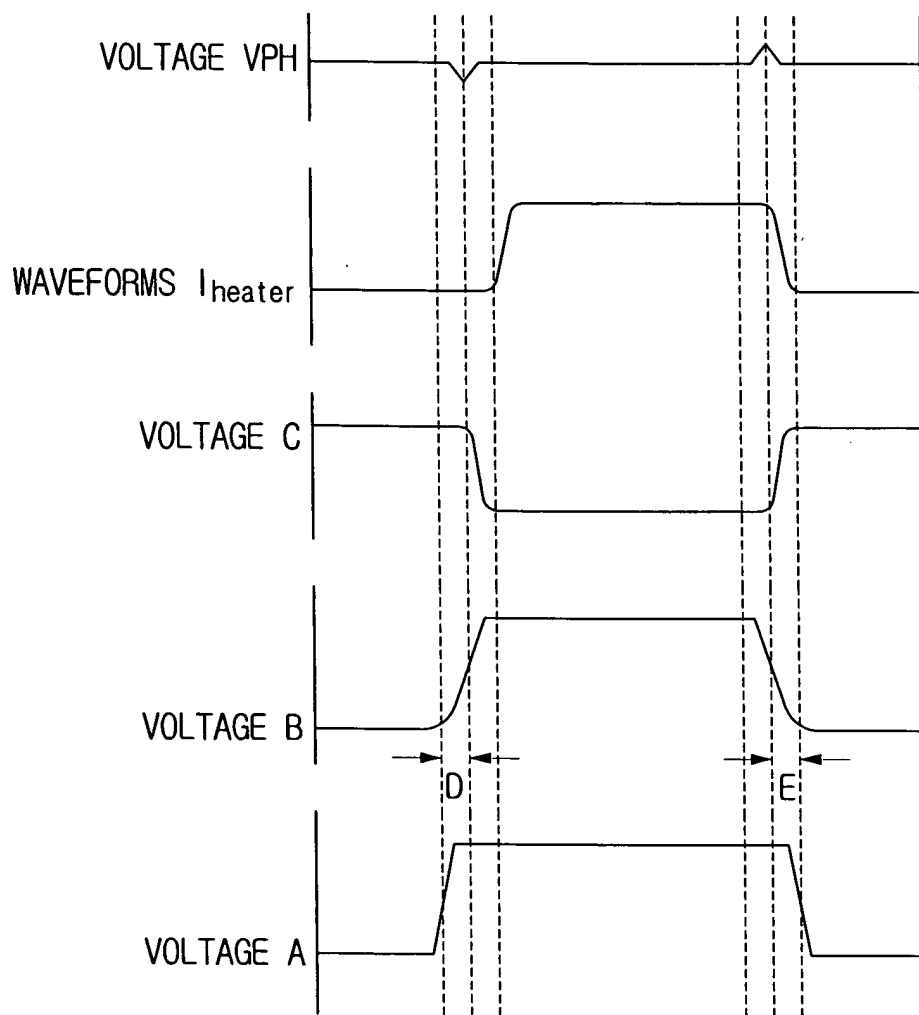 VOLTAGE VPH
WAVEFORMS Iheater
VOLTAGE C
VOLTAGE B
D
E
VOLTAGE A